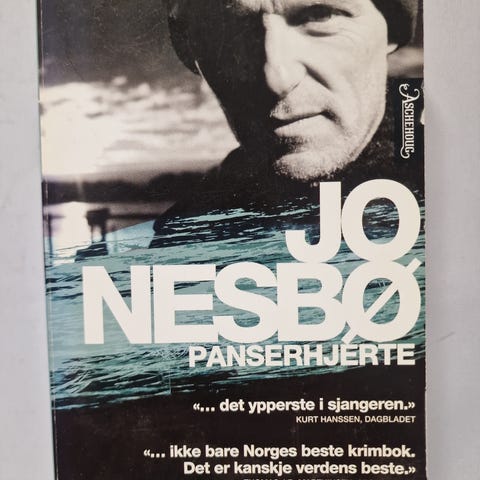 ASCHEHOUG
JO
NESBØ
PANSERHJERTE
«... det ypperste i sjangeren.»
KURT HANSSEN, DAGBLADET
«... ikke bare Norges beste krimbok.
Det er kanskje verdens beste.»